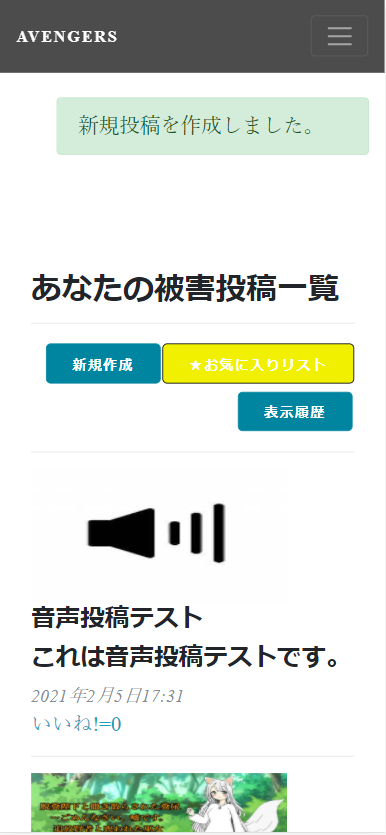 AVENGERS
新規投稿を作成しました。
あなたの被害投稿一覧
新規作成
★お気に入りリスト
表示履歴
音声投稿テスト
これは音声投稿テストです。
2021年2月5日17:31
いいね!=0